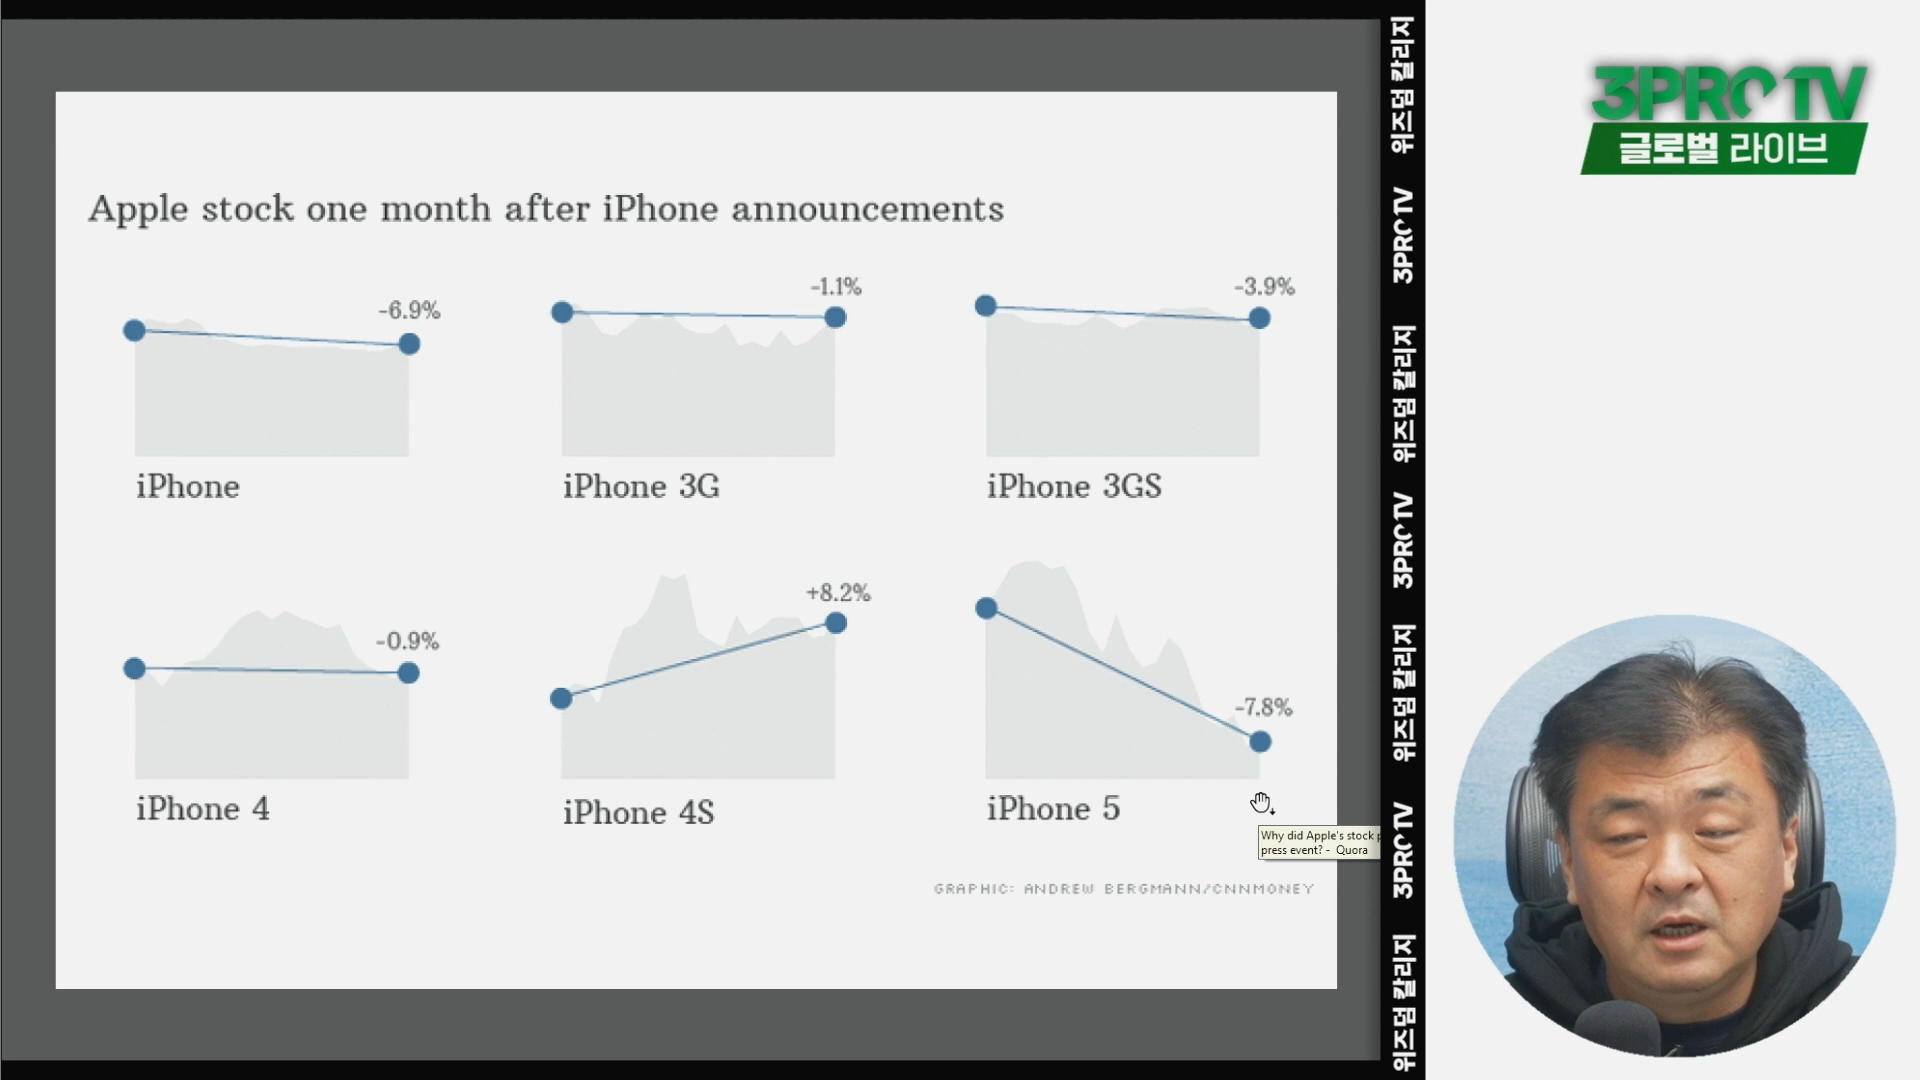 Apple stock one month after iPhone announcements
-6.9%
iPhone
-1.1%
iPhone 3G
-3.9%
iPhone 3GS
-0.9%
iPhone 4
+8.2%
iPhone 4S
-7.8%
iPhone 5
Why did Apple's stock
press event? - Quora
GRAPHIC: ANDREW BERGMANN/CNNMONEY
위즈덤 칼리지
3PROTV
위즈덤 칼리지
3PROTV
위즈덤 칼리지
3PROTV
위즈덤 칼리지
3PROTV
글로벌 라이브